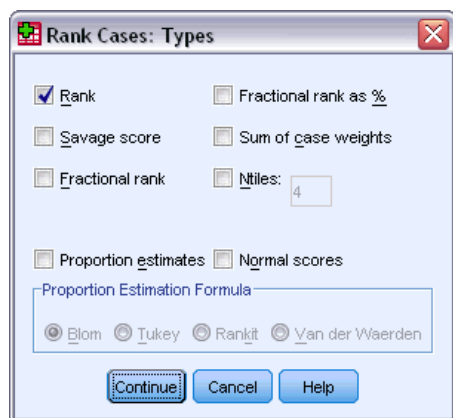 Rank Cases: Types
Rank
Fractional rank as %
Savage score
Sum of case weights
Fractional rank
Ntiles: 4
Proportion estimates
Normal scores
Proportion Estimation Formula
Blom Tukey Rankit Van der Waerden
Continue Cancel Help